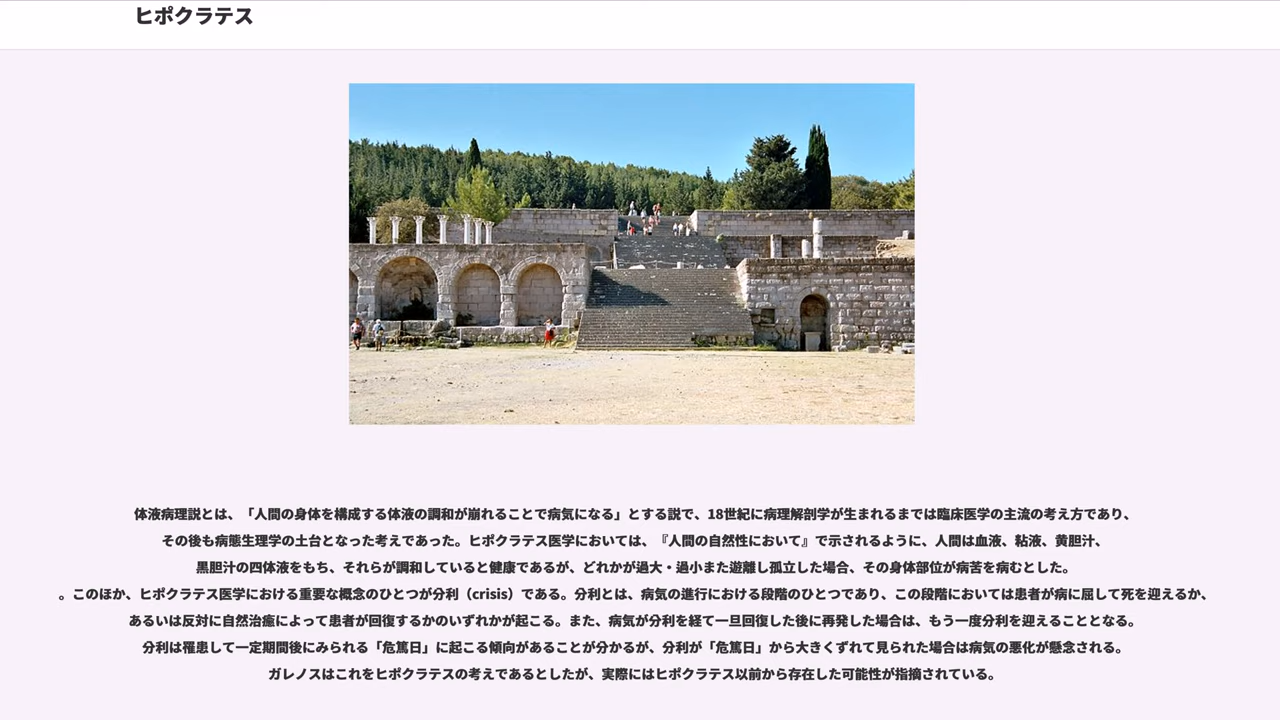 ヒポクラテス
体液病理説とは、「人間の身体を構成する体液の調和が崩れることで病気になる」とする説で、18世紀に病理解剖学が生まれるまでは臨床医学の主流の考え方であり、
その後も病態生理学の土台となった考えであった。ヒポクラテス医学においては、『人間の自然性において』で示されるように、人間は血液、粘液、黄胆汁、
黒胆汁の四体液をもち、それらが調和していると健康であるが、どれかが過大・過小また遊離し孤立した場合、その身体部位が病苦を病むとした。
。このほか、ヒポクラテス医学における重要な概念のひとつが分利（crisis）である。分利とは、病気の進行における段階のひとつであり、この段階においては患者が病に屈して死を迎えるか、
あるいは反対に自然治癒によって患者が回復するかのいずれかが起こる。また、病気が分利を経て一旦回復した後に再発した場合は、もう一度分利を迎えることとなる。
分利は罹患して一定期間後にみられる「危篤日」に起こる傾向があることが分かるが、分利が「危篤日」から大きくずれて見られた場合は病気の悪化が懸念される。
ガレノスはこれをヒポクラテスの考えであるとしたが、実際にはヒポクラテス以前から存在した可能性が指摘されている。